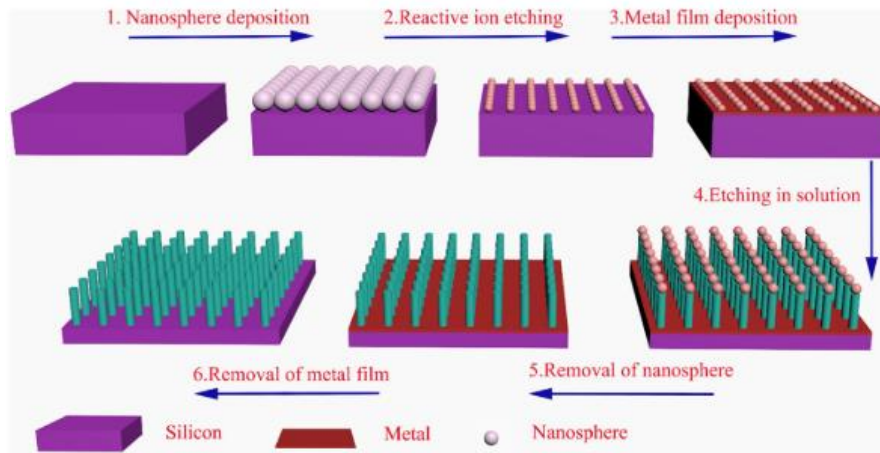 1. Nanosphere deposition
2.Reactive ion etching
3.Metal film deposition
4.Etching in solution
5.Removal of nanosphere
6.Removal of metal film
Silicon
Metal
Nanosphere